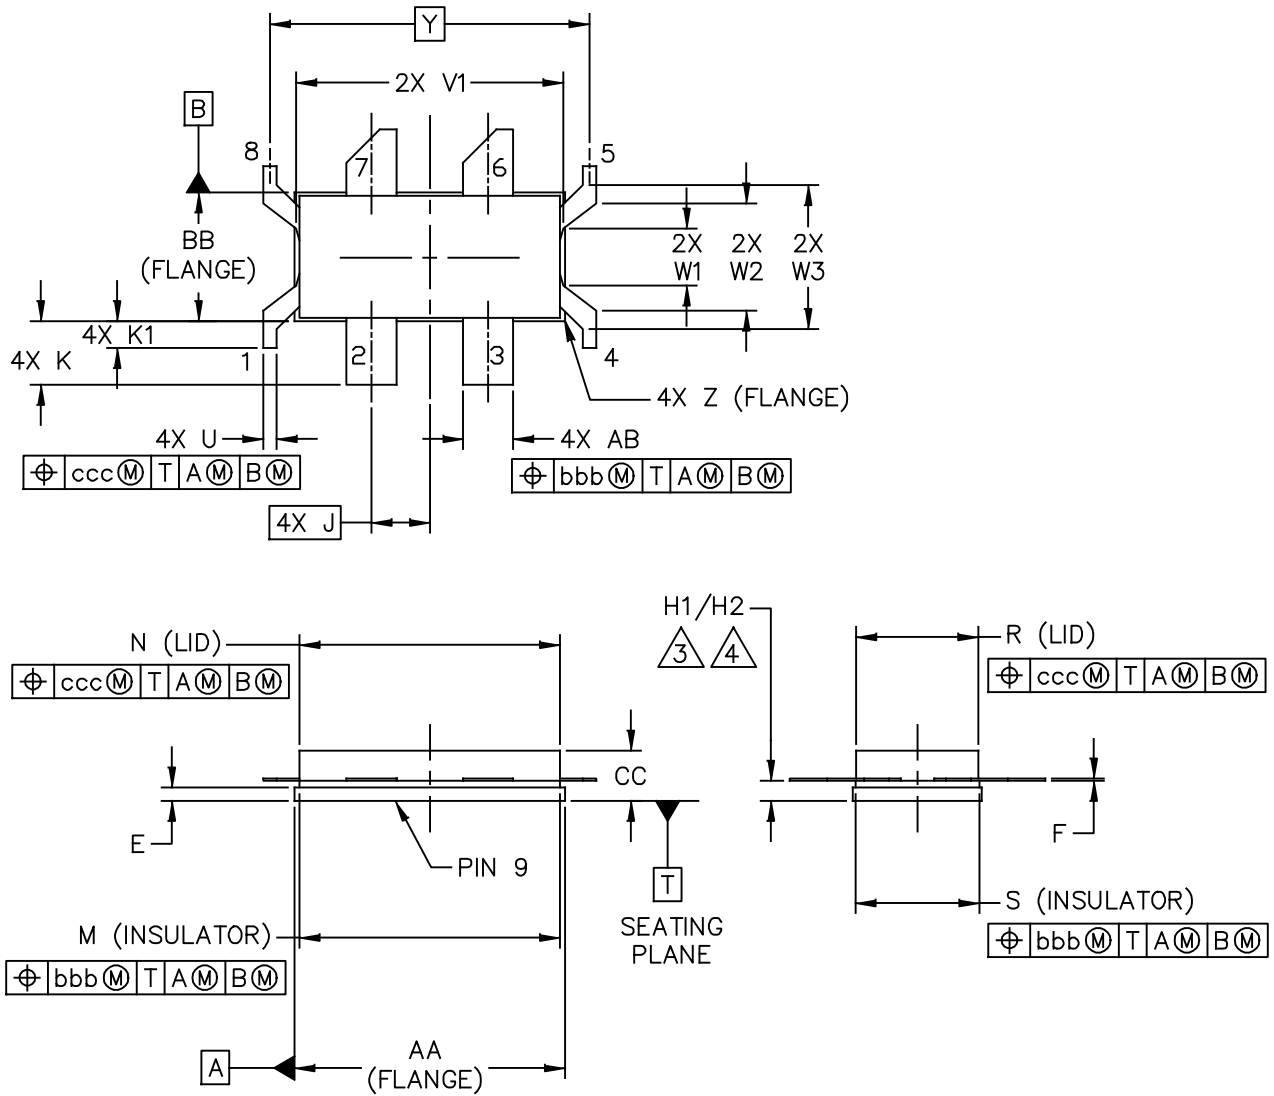 Y
2X V1
B
8
7
6
5
BB
(FLANGE)
2X
W1
2X
W2
2X
W3
4X K1
4X K
1
2
3
4
4X Z (FLANGE)
4X U
4X AB
⌖ ccc Ⓜ T A Ⓜ B Ⓜ
⌖ bbb Ⓜ T A Ⓜ B Ⓜ
4X J
H1/H2
3
4
N (LID)
⌖ ccc Ⓜ T A Ⓜ B Ⓜ
R (LID)
⌖ ccc Ⓜ T A Ⓜ B Ⓜ
CC
E
F
PIN 9
T
SEATING
PLANE
M (INSULATOR)
⌖ bbb Ⓜ T A Ⓜ B Ⓜ
S (INSULATOR)
⌖ bbb Ⓜ T A Ⓜ B Ⓜ
A
AA
(FLANGE)